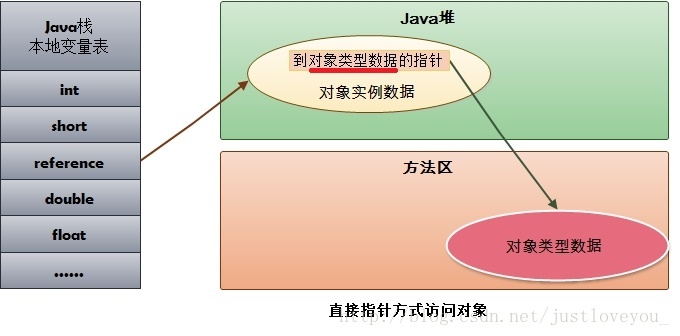 Java栈
本地变量表
int
short
reference
double
float
......
Java堆
到对象类型数据的指针
对象实例数据
方法区
对象类型数据
直接指针方式访问对象
http://blog.csdn.net/justloveyou_